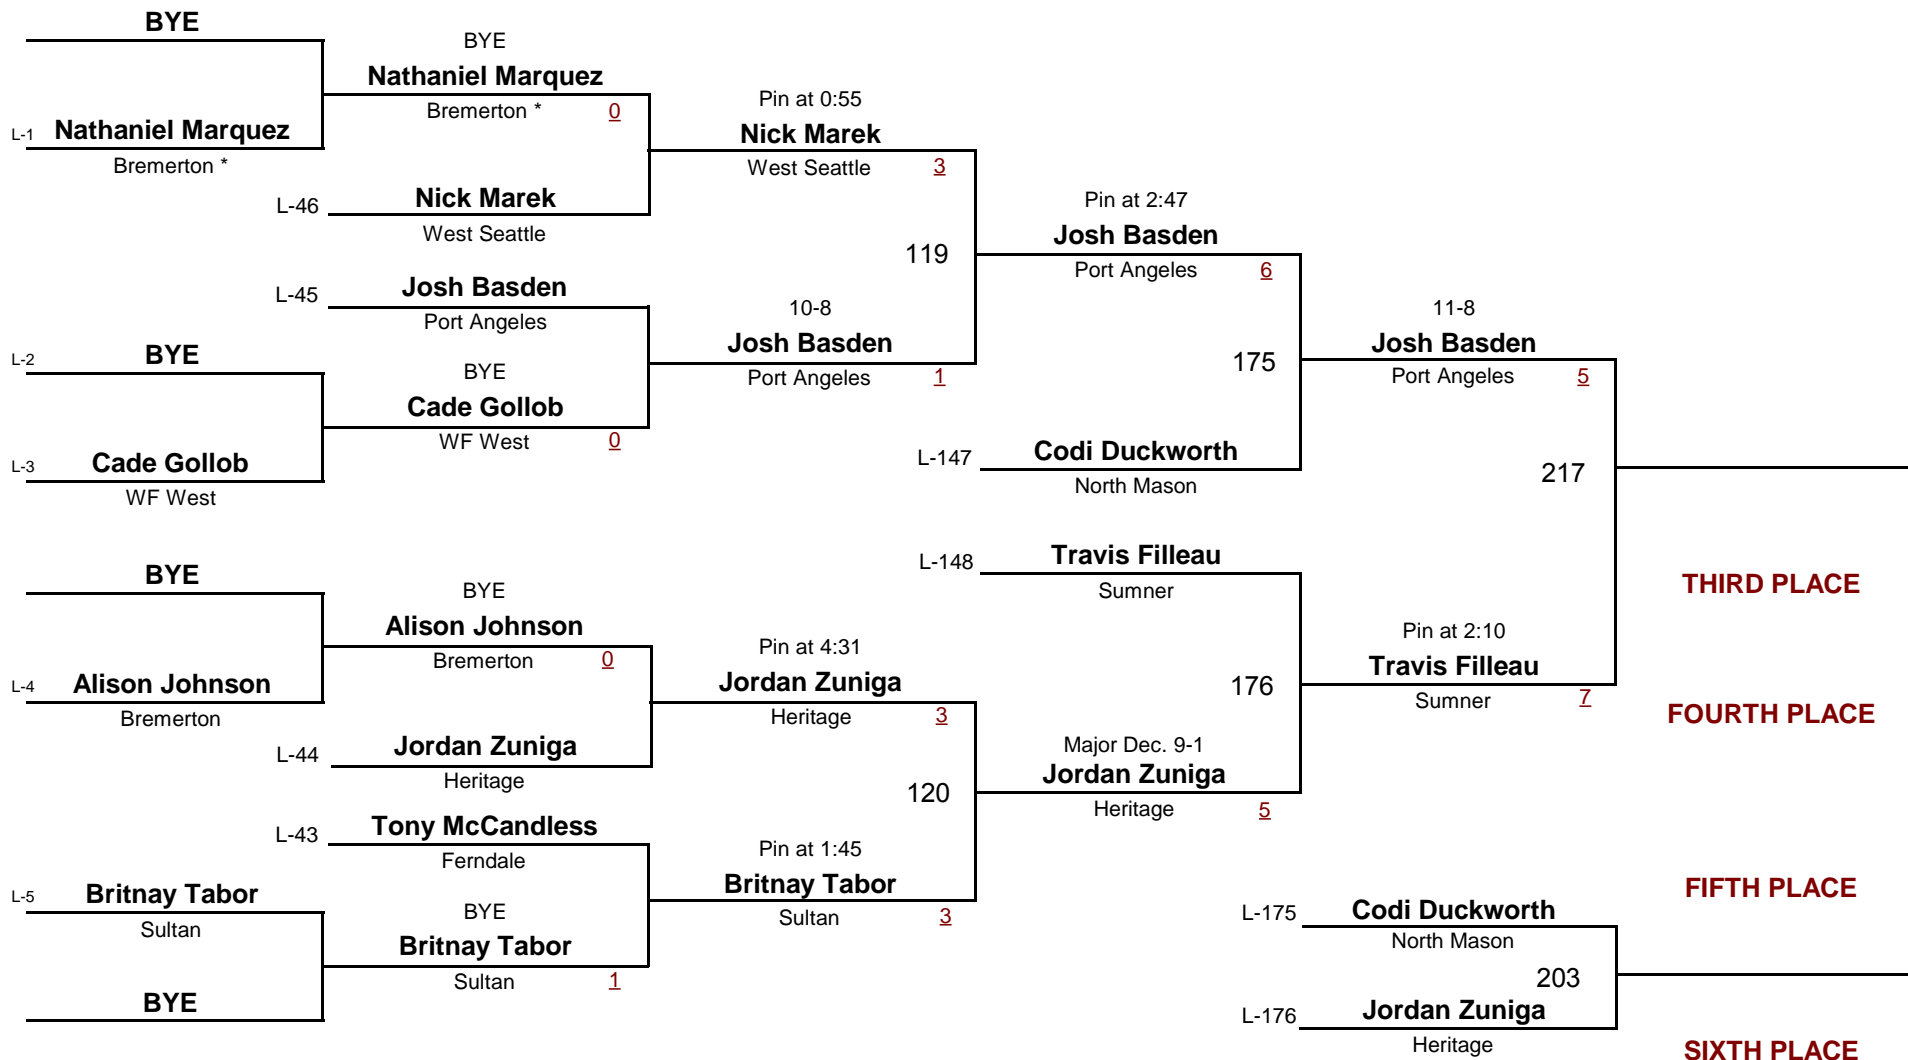 BYE
BYE
Nathaniel Marquez
Bremerton *
0
L-1 Nathaniel Marquez
Bremerton *
Pin at 0:55
Nick Marek
West Seattle
3
L-46 Nick Marek
West Seattle
119
Pin at 2:47
Josh Basden
Port Angeles
6
L-45 Josh Basden
Port Angeles
10-8
Josh Basden
Port Angeles
1
11-8
Josh Basden
Port Angeles
5
L-2 BYE
BYE
Cade Gollob
WF West
0
175
L-3 Cade Gollob
WF West
L-147 Codi Duckworth
North Mason
217
L-148 Travis Filleau
Sumner
THIRD PLACE
BYE
BYE
Alison Johnson
Bremerton
0
Pin at 4:31
Jordan Zuniga
Heritage
3
176
Pin at 2:10
Travis Filleau
Sumner
7
L-4 Alison Johnson
Bremerton
FOURTH PLACE
L-44 Jordan Zuniga
Heritage
120
Major Dec. 9-1
Jordan Zuniga
Heritage
5
L-43 Tony McCandless
Ferndale
Pin at 1:45
Britnay Tabor
Sultan
3
L-5 Britnay Tabor
Sultan
BYE
Britnay Tabor
Sultan
1
BYE
FIFTH PLACE
L-175 Codi Duckworth
North Mason
203
L-176 Jordan Zuniga
Heritage
SIXTH PLACE